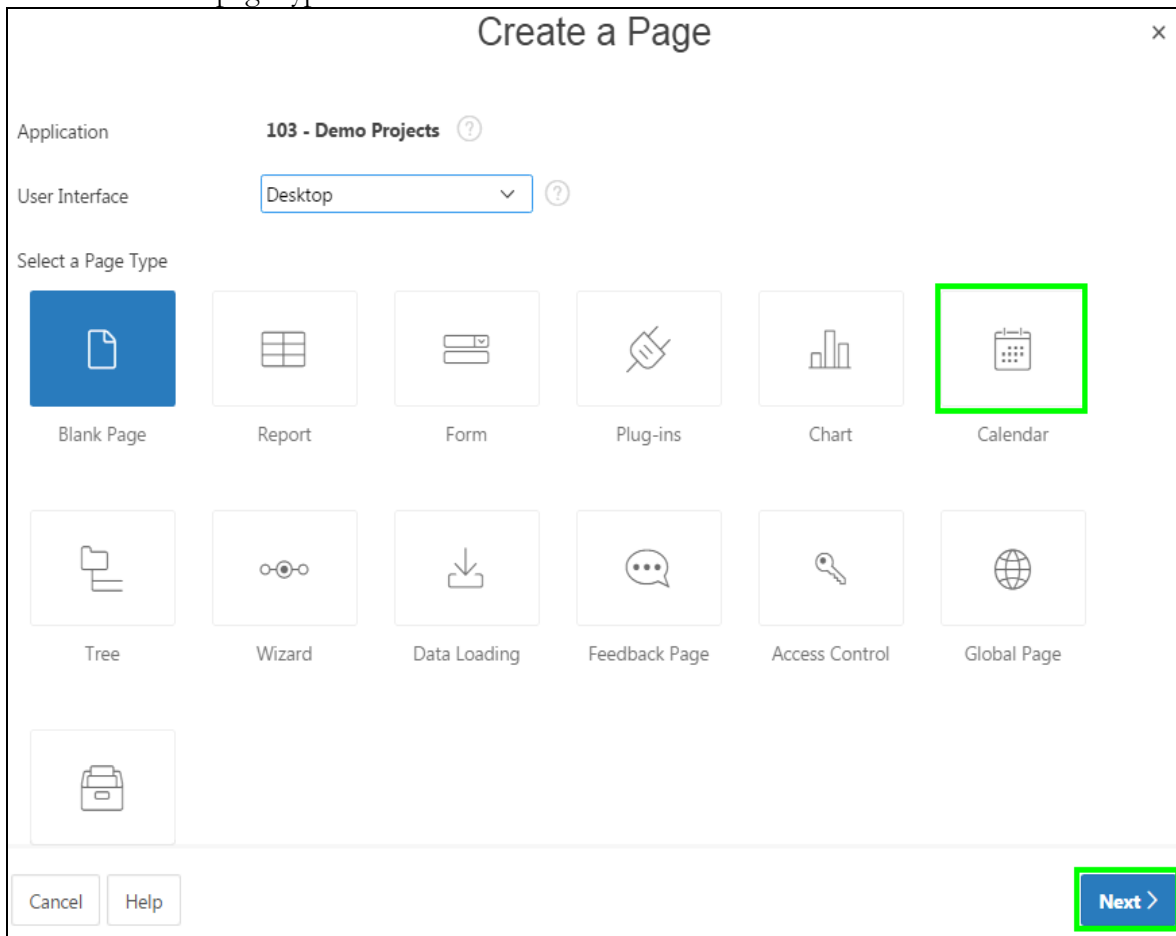 Create a Page
Application 103 - Demo Projects ?
User Interface Desktop ?
Select a Page Type
Blank Page Report Form Plug-ins Chart Calendar
Tree Wizard Data Loading Feedback Page Access Control Global Page
Cancel Help Next >